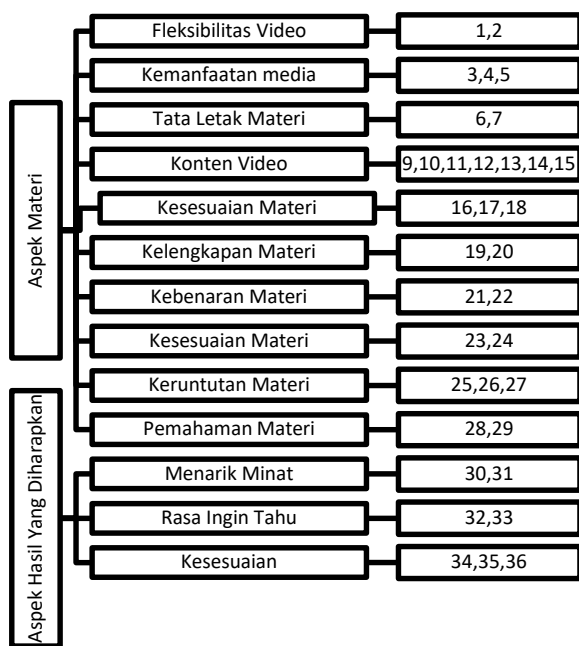 Aspek Materi
Fleksibilitas Video
1,2
Kemanfaatan media
3,4,5
Tata Letak Materi
6,7
Konten Video
9,10,11,12,13,14,15
Kesesuaian Materi
16,17,18
Kelengkapan Materi
19,20
Kebenaran Materi
21,22
Kesesuaian Materi
23,24
Keruntutan Materi
25,26,27
Pemahaman Materi
28,29
Aspek Hasil Yang Diharapkan
Menarik Minat
30,31
Rasa Ingin Tahu
32,33
Kesesuaian
34,35,36